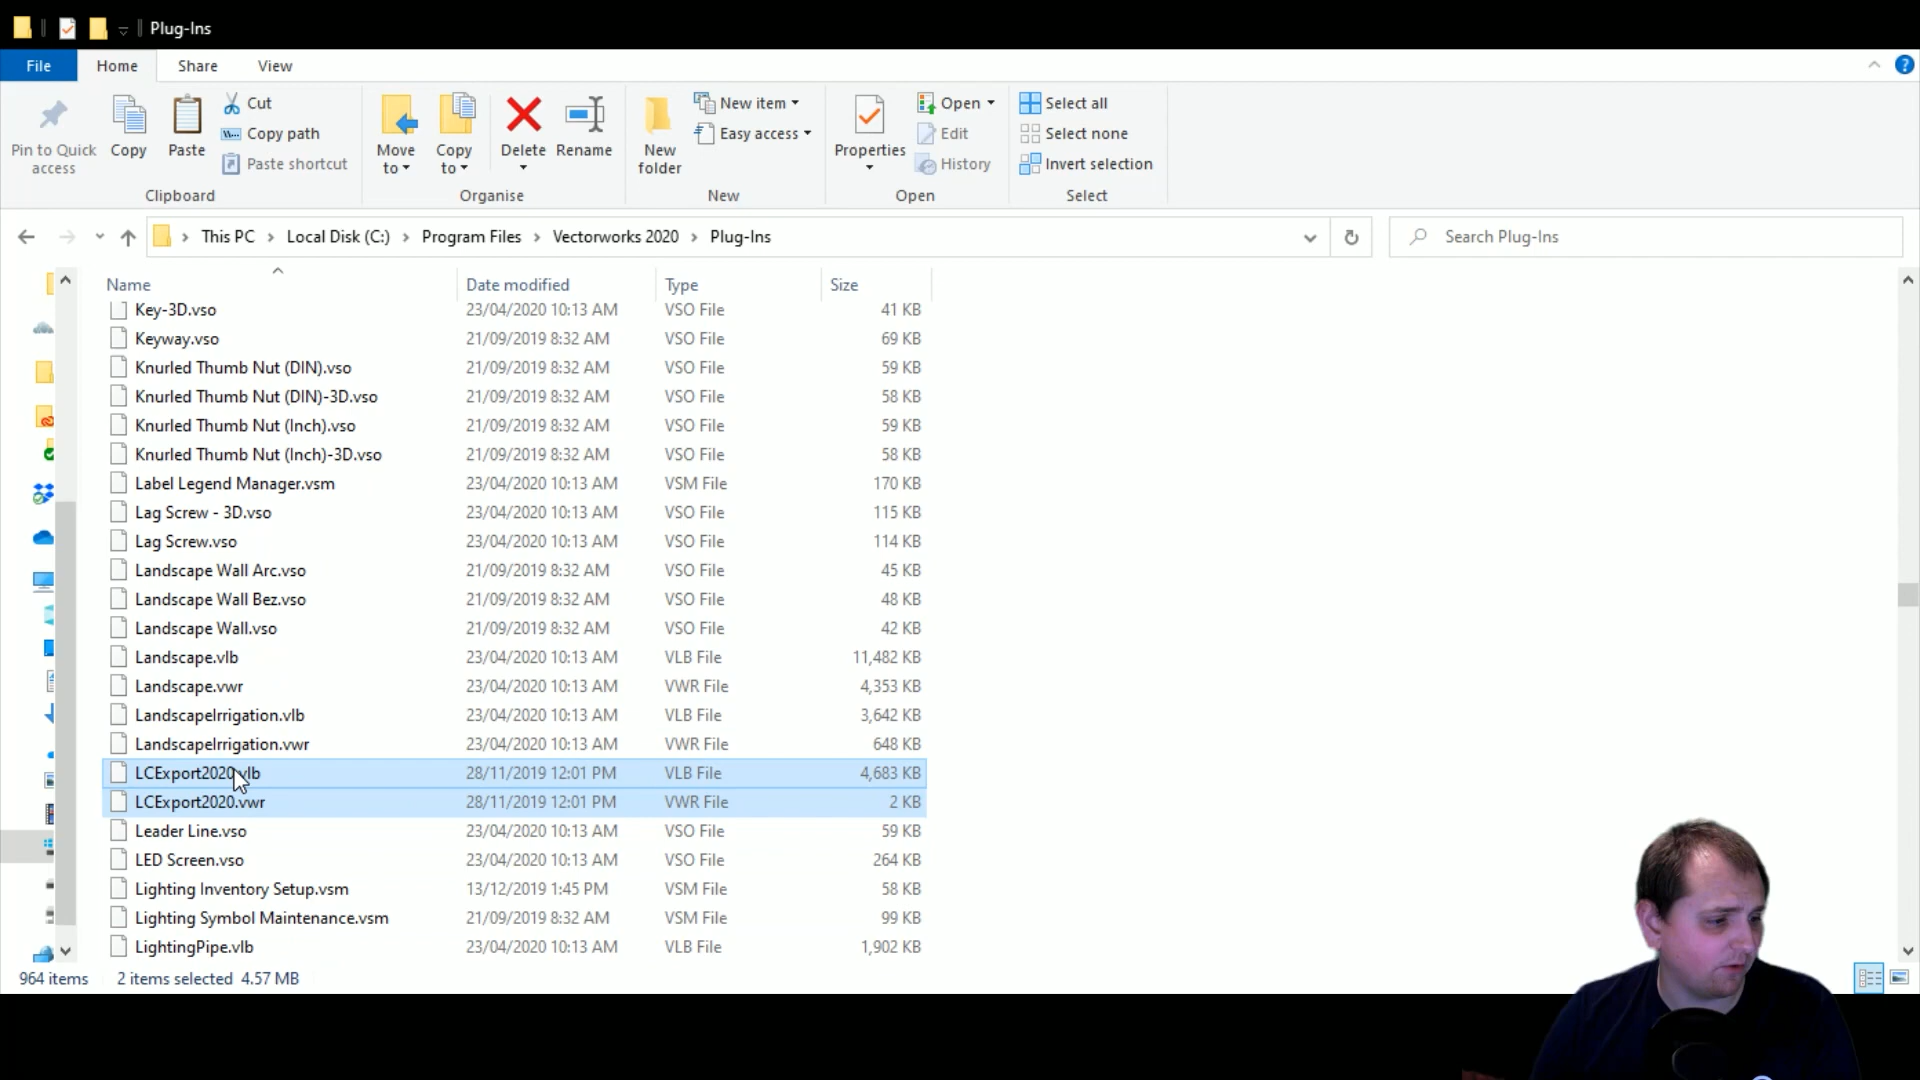 Plug-Ins
File Home Share View
Pin to Quick access
Copy
Paste
Cut
Copy path
Paste shortcut
Clipboard
Move to
Copy to
Delete
Rename
Organise
New folder
New item
Easy access
New
Properties
Open
Edit
History
Open
Select all
Select none
Invert selection
Select
This PC > Local Disk (C:) > Program Files > Vectorworks 2020 > Plug-Ins
Search Plug-Ins
Name Date modified Type Size
Key-3D.vso 23/04/2020 10:13 AM VSO File 41 KB
Keyway.vso 21/09/2019 8:32 AM VSO File 69 KB
Knurled Thumb Nut (DIN).vso 21/09/2019 8:32 AM VSO File 59 KB
Knurled Thumb Nut (DIN)-3D.vso 21/09/2019 8:32 AM VSO File 58 KB
Knurled Thumb Nut (Inch).vso 21/09/2019 8:32 AM VSO File 59 KB
Knurled Thumb Nut (Inch)-3D.vso 21/09/2019 8:32 AM VSO File 58 KB
Label Legend Manager.vsm 23/04/2020 10:13 AM VSM File 170 KB
Lag Screw - 3D.vso 23/04/2020 10:13 AM VSO File 115 KB
Lag Screw.vso 23/04/2020 10:13 AM VSO File 114 KB
Landscape Wall Arc.vso 21/09/2019 8:32 AM VSO File 45 KB
Landscape Wall Bez.vso 21/09/2019 8:32 AM VSO File 48 KB
Landscape Wall.vso 21/09/2019 8:32 AM VSO File 42 KB
Landscape.vlb 23/04/2020 10:13 AM VLB File 11,482 KB
Landscape.vwr 23/04/2020 10:13 AM VWR File 4,353 KB
LandscapeIrrigation.vlb 23/04/2020 10:13 AM VLB File 3,642 KB
LandscapeIrrigation.vwr 23/04/2020 10:13 AM VWR File 648 KB
LCExport2020.vlb 28/11/2019 12:01 PM VLB File 4,683 KB
LCExport2020.vwr 28/11/2019 12:01 PM VWR File 2 KB
Leader Line.vso 23/04/2020 10:13 AM VSO File 59 KB
LED Screen.vso 23/04/2020 10:13 AM VSO File 264 KB
Lighting Inventory Setup.vsm 13/12/2019 1:45 PM VSM File 58 KB
Lighting Symbol Maintenance.vsm 21/09/2019 8:32 AM VSM File 99 KB
LightingPipe.vlb 23/04/2020 10:13 AM VLB File 1,902 KB
964 items 2 items selected 4.57 MB